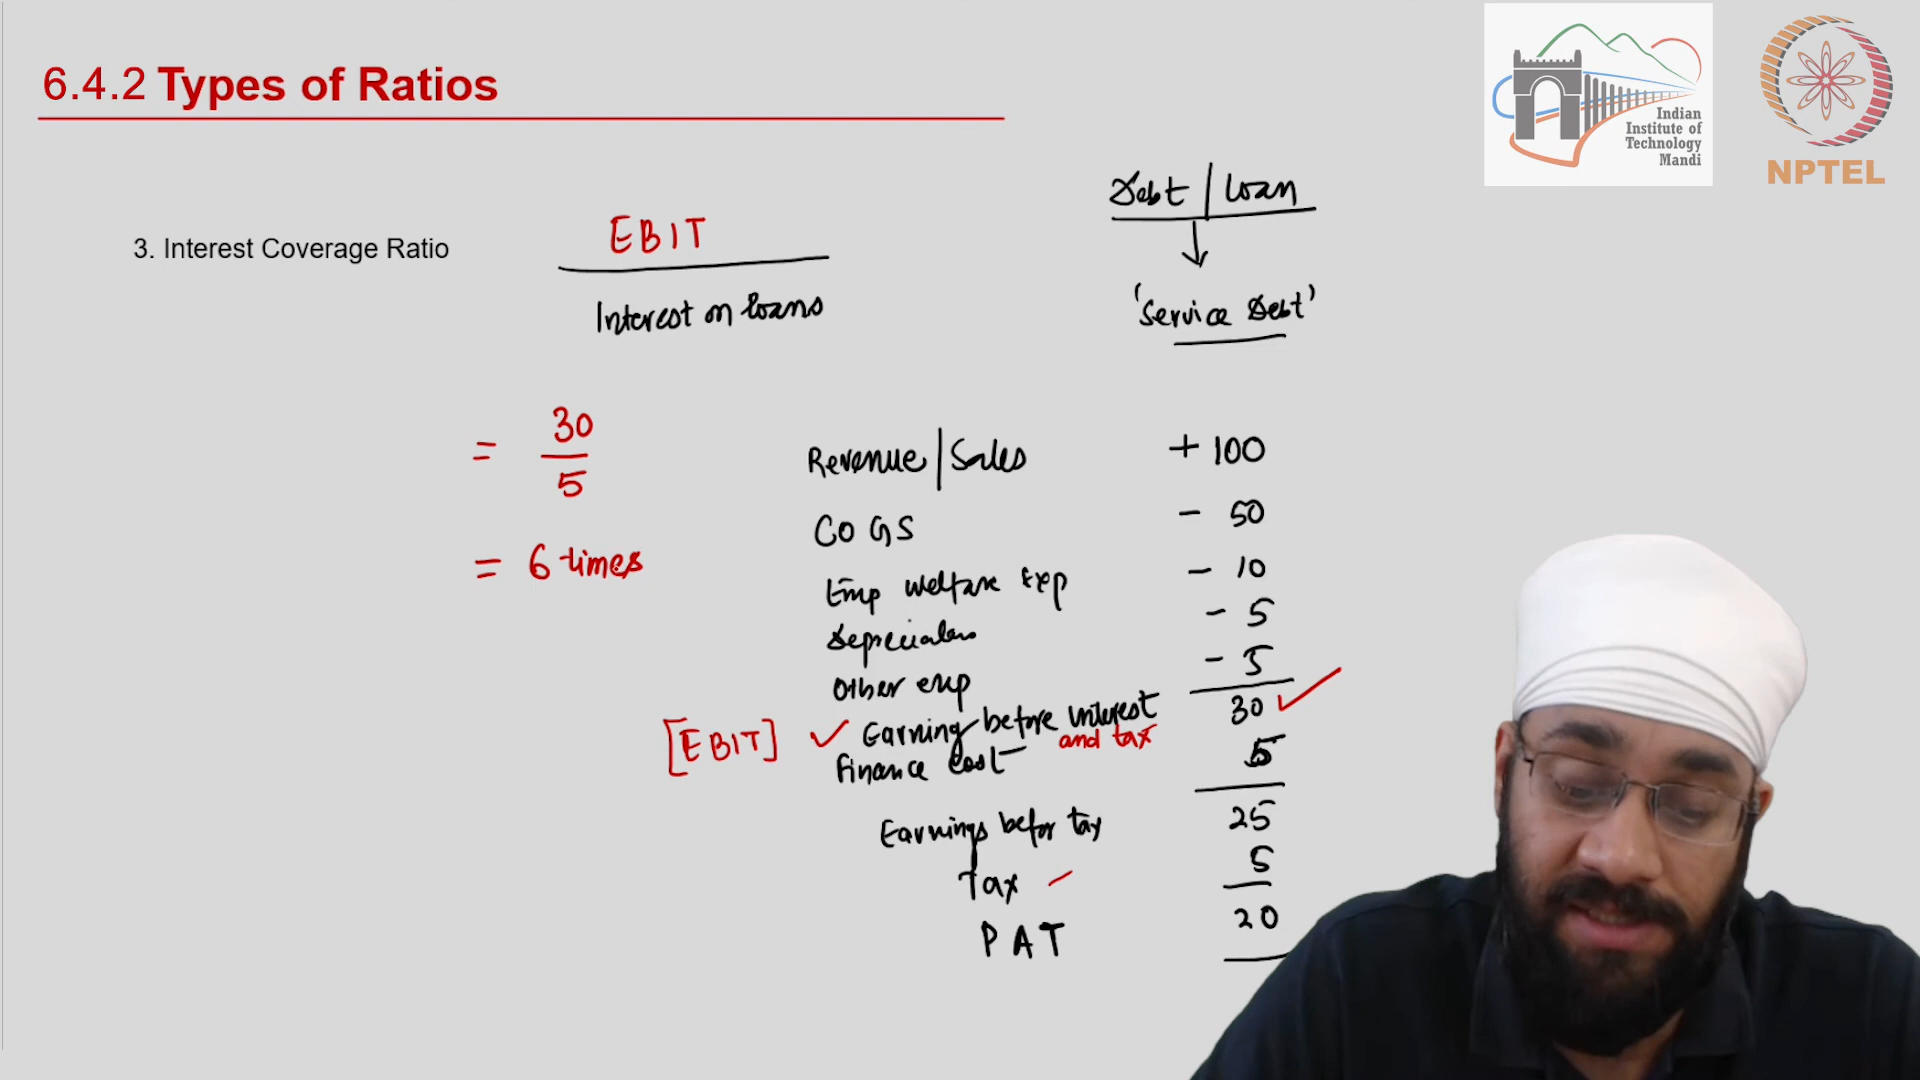 6.4.2 Types of Ratios
Indian
Institute of
Technology
Mandi
NPTEL
Debt | Loan
3. Interest Coverage Ratio
EBIT
Interest on loans
'Service Debt'
= 30
5
= 6 times
Revenue | Sales + 100
COGS - 50
Emp welfare Exp - 10
Depreciation - 5
Other exp - 5
[EBIT] ✓ Earning before interest 30 ✓
and tax
Finance Cost 5
Earnings befor tax 25
Tax 5
PAT 20